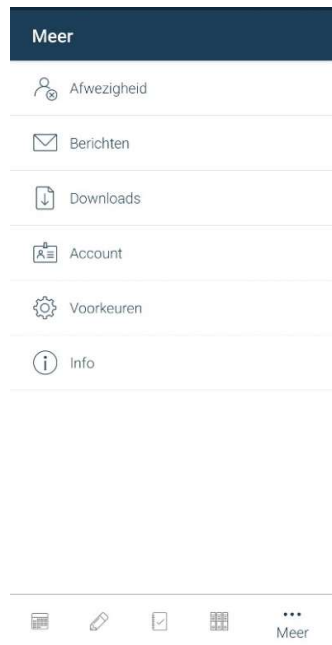 Meer
Afwezigheid
Berichten
Downloads
Account
Voorkeuren
Info
Meer